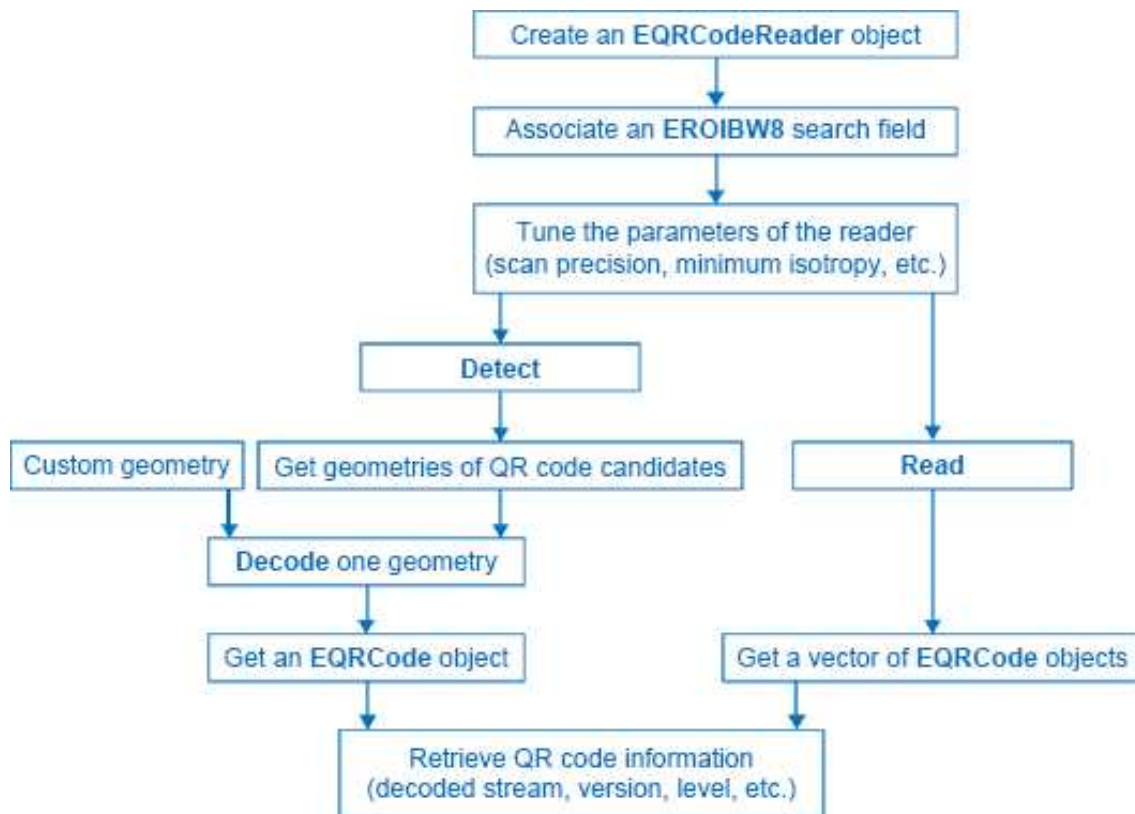 Create an EQRCodeReader object
Associate an EROIBW8 search field
Tune the parameters of the reader
(scan precision, minimum isotropy, etc.)
Detect
Custom geometry
Get geometries of QR code candidates
Read
Decode one geometry
Get an EQRCode object
Get a vector of EQRCode objects
Retrieve QR code information
(decoded stream, version, level, etc.)